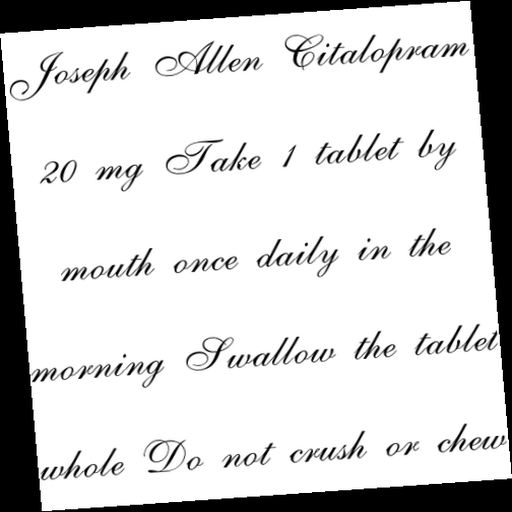 Joseph Allen Citalopram
20 mg Take 1 tablet by
mouth once daily in the
morning Swallow the tablet
whole Do not crush or chew